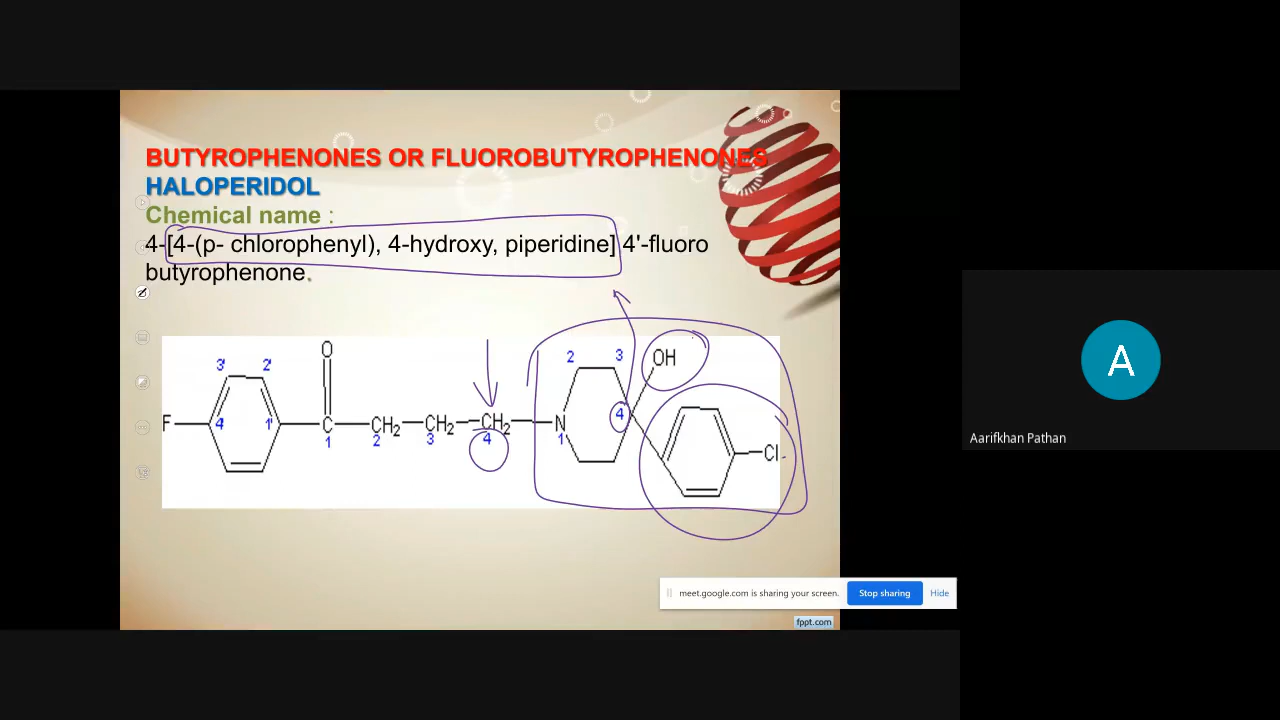 BUTYROPHENONES OR FLUOROBUTYROPHENONES
HALOPERIDOL
Chemical name :
4-[4-(p- chlorophenyl), 4-hydroxy, piperidine] 4'-fluoro
butyrophenone.
O
3' 2' 2 3 OH
F 4' 1' C CH2 CH2 CH2 N 4
1 2 3 4 1
Cl
A
Aarifkhan Pathan
meet.google.com is sharing your screen. Stop sharing Hide
fppt.com